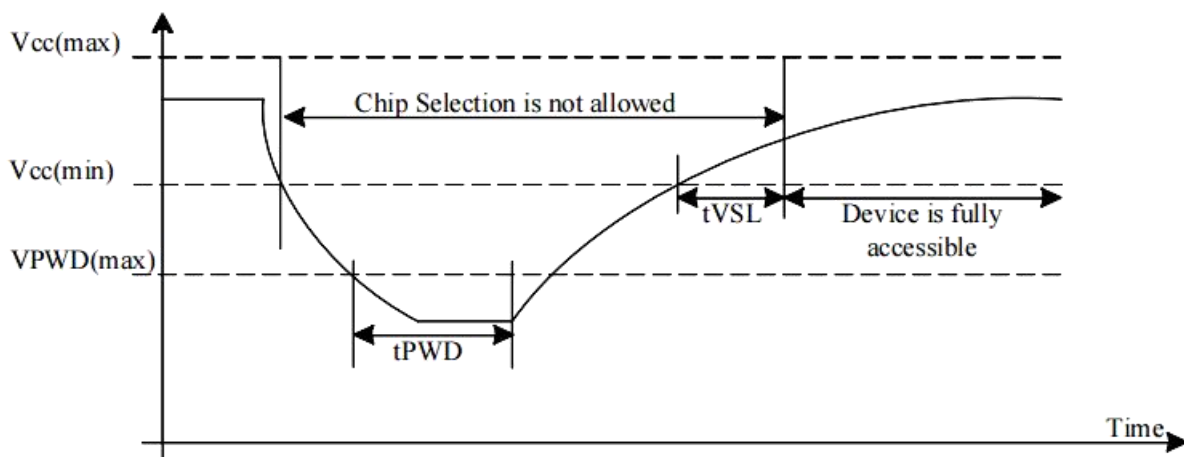 Vcc(max)
Chip Selection is not allowed
Vcc(min)
tVSL
Device is fully
accessible
VPWD(max)
tPWD
Time